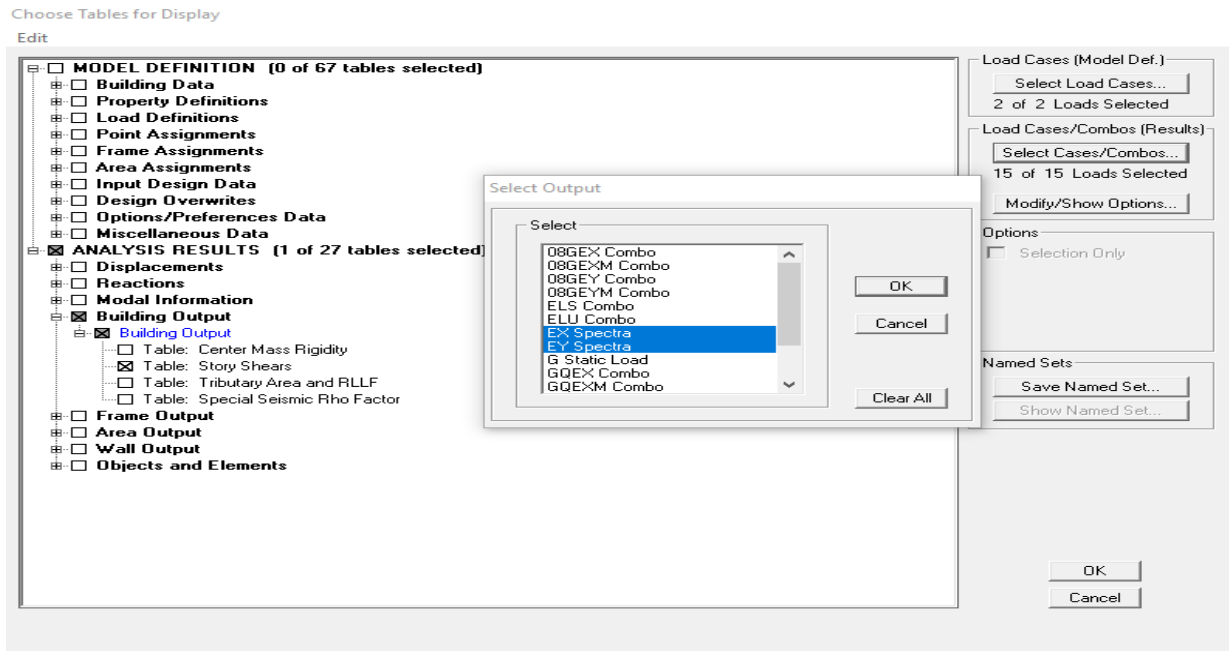 Choose Tables for Display
Edit
MODEL DEFINITION (0 of 67 tables selected)
Building Data
Property Definitions
Load Definitions
Point Assignments
Frame Assignments
Area Assignments
Input Design Data
Design Overwrites
Options/Preferences Data
Miscellaneous Data
ANALYSIS RESULTS (1 of 27 tables selected)
Displacements
Reactions
Modal Information
Building Output
Building Output
Table: Center Mass Rigidity
Table: Story Shears
Table: Tributary Area and RLLF
Table: Special Seismic Rho Factor
Frame Output
Area Output
Wall Output
Objects and Elements
Select Output
Select
08GEX Combo
08GEXM Combo
08GEY Combo
08GEYM Combo
ELS Combo
ELU Combo
EX Spectra
EY Spectra
G Static Load
GQEX Combo
GQEXM Combo
OK
Cancel
Clear All
Load Cases (Model Def.)
Select Load Cases...
2 of 2 Loads Selected
Load Cases/Combos (Results)
Select Cases/Combos...
15 of 15 Loads Selected
Modify/Show Options...
Options
Selection Only
Named Sets
Save Named Set...
Show Named Set...
OK
Cancel